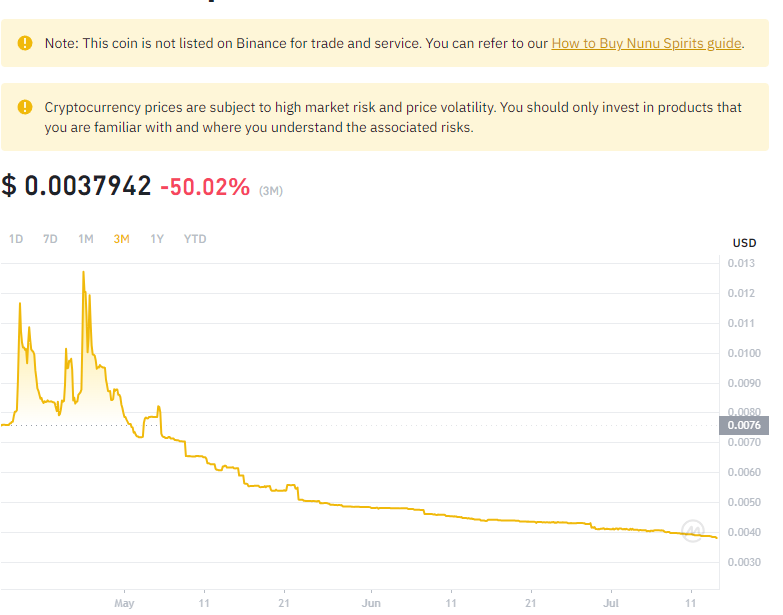 Note: This coin is not listed on Binance for trade and service. You can refer to our How to Buy Nunu Spirits guide.
Cryptocurrency prices are subject to high market risk and price volatility. You should only invest in products that
you are familiar with and where you understand the associated risks.
$ 0.0037942 -50.02% (3M)
1D 7D 1M 3M 1Y YTD
USD
0.013
0.012
0.011
0.0100
0.0090
0.0080
0.0076
0.0070
0.0060
0.0050
0.0040
0.0030
May 11 21 Jun 11 21 Jul 11